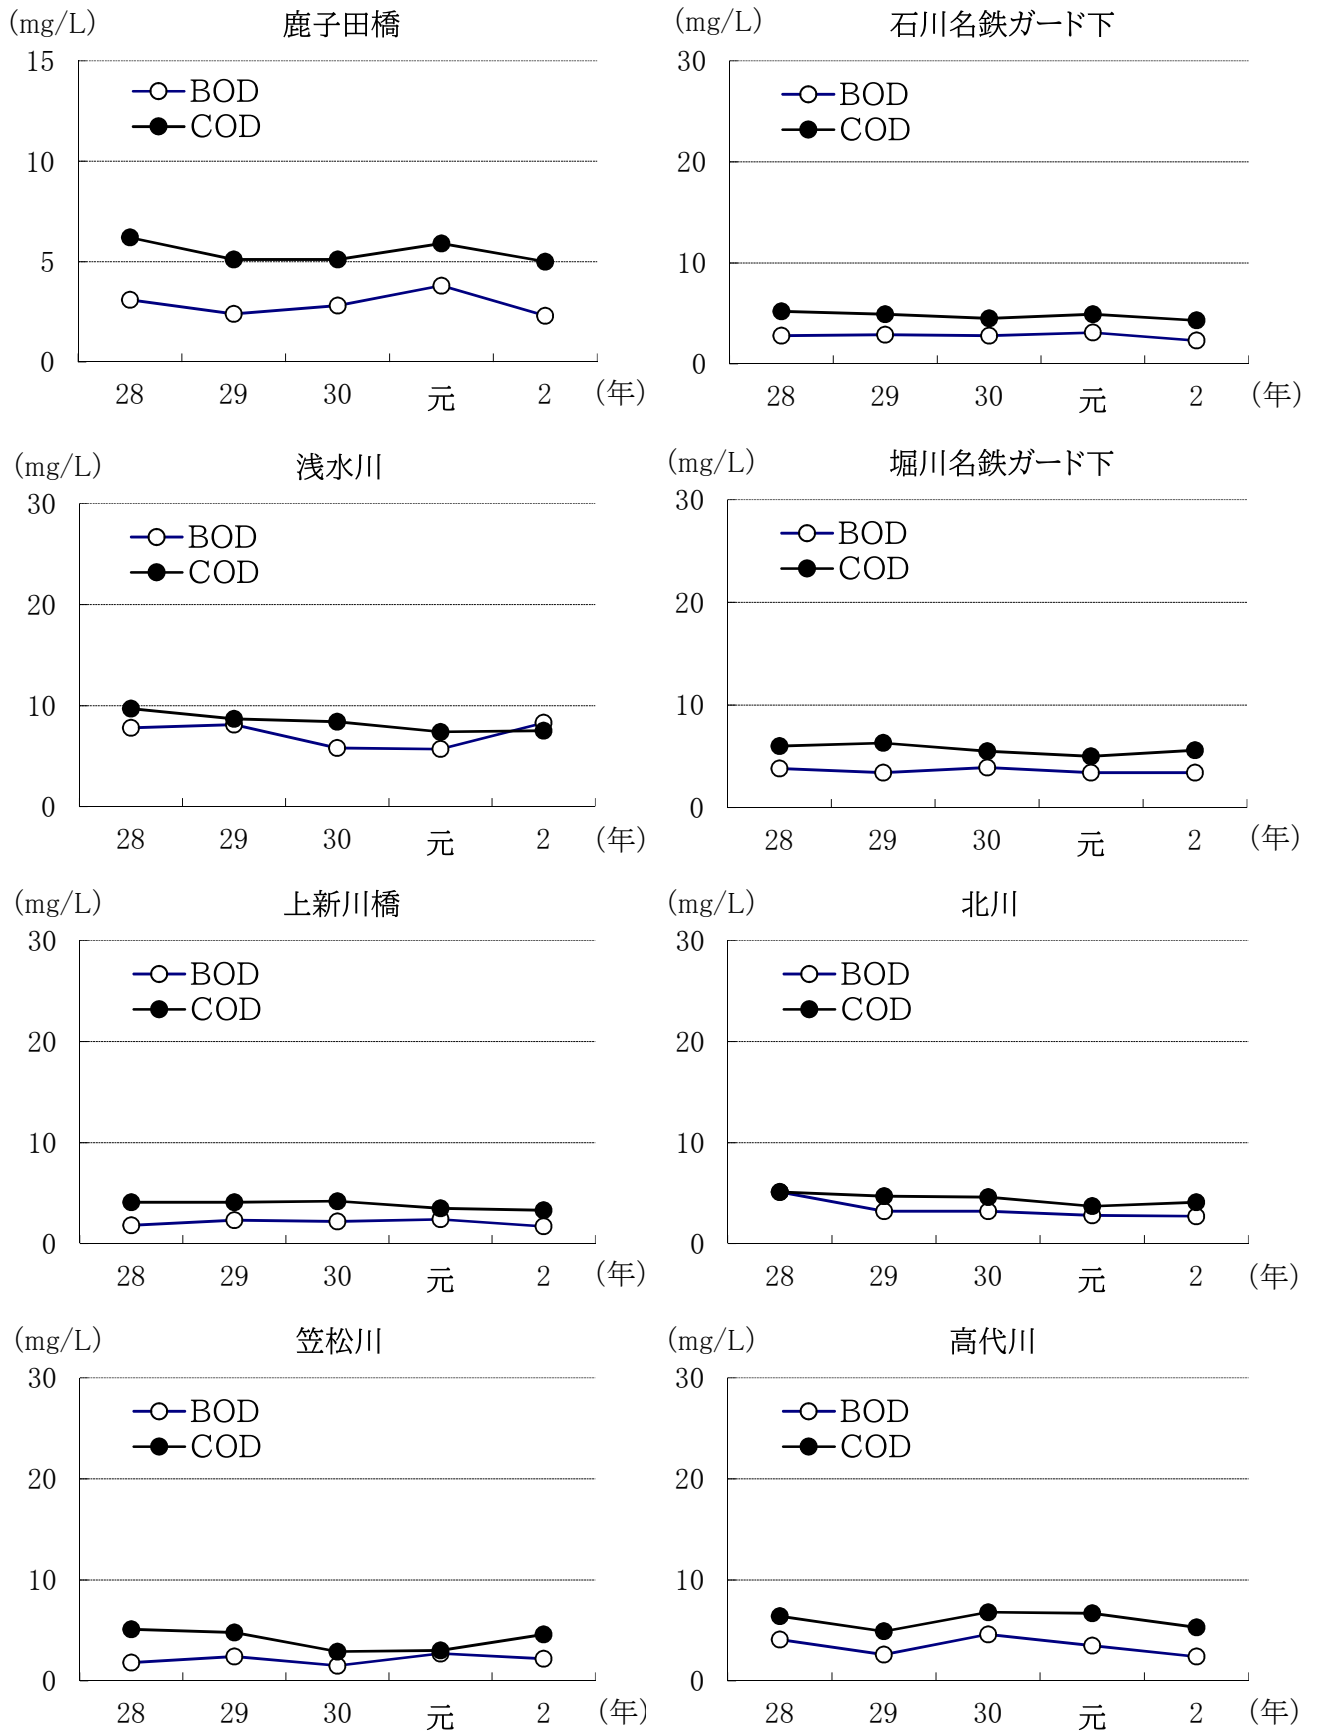 (mg/L) 鹿子田橋
15
BOD
COD
10
5
0
28 29 30 元 2 (年)
(mg/L) 石川名鉄ガード下
30
BOD
COD
20
10
0
28 29 30 元 2 (年)
(mg/L) 浅水川
30
BOD
COD
20
10
0
28 29 30 元 2 (年)
(mg/L) 堀川名鉄ガード下
30
BOD
COD
20
10
0
28 29 30 元 2 (年)
(mg/L) 上新川橋
30
BOD
COD
20
10
0
28 29 30 元 2 (年)
(mg/L) 北川
30
BOD
COD
20
10
0
28 29 30 元 2 (年)
(mg/L) 笠松川
30
BOD
COD
20
10
0
28 29 30 元 2 (年)
(mg/L) 高代川
30
BOD
COD
20
10
0
28 29 30 元 2 (年)